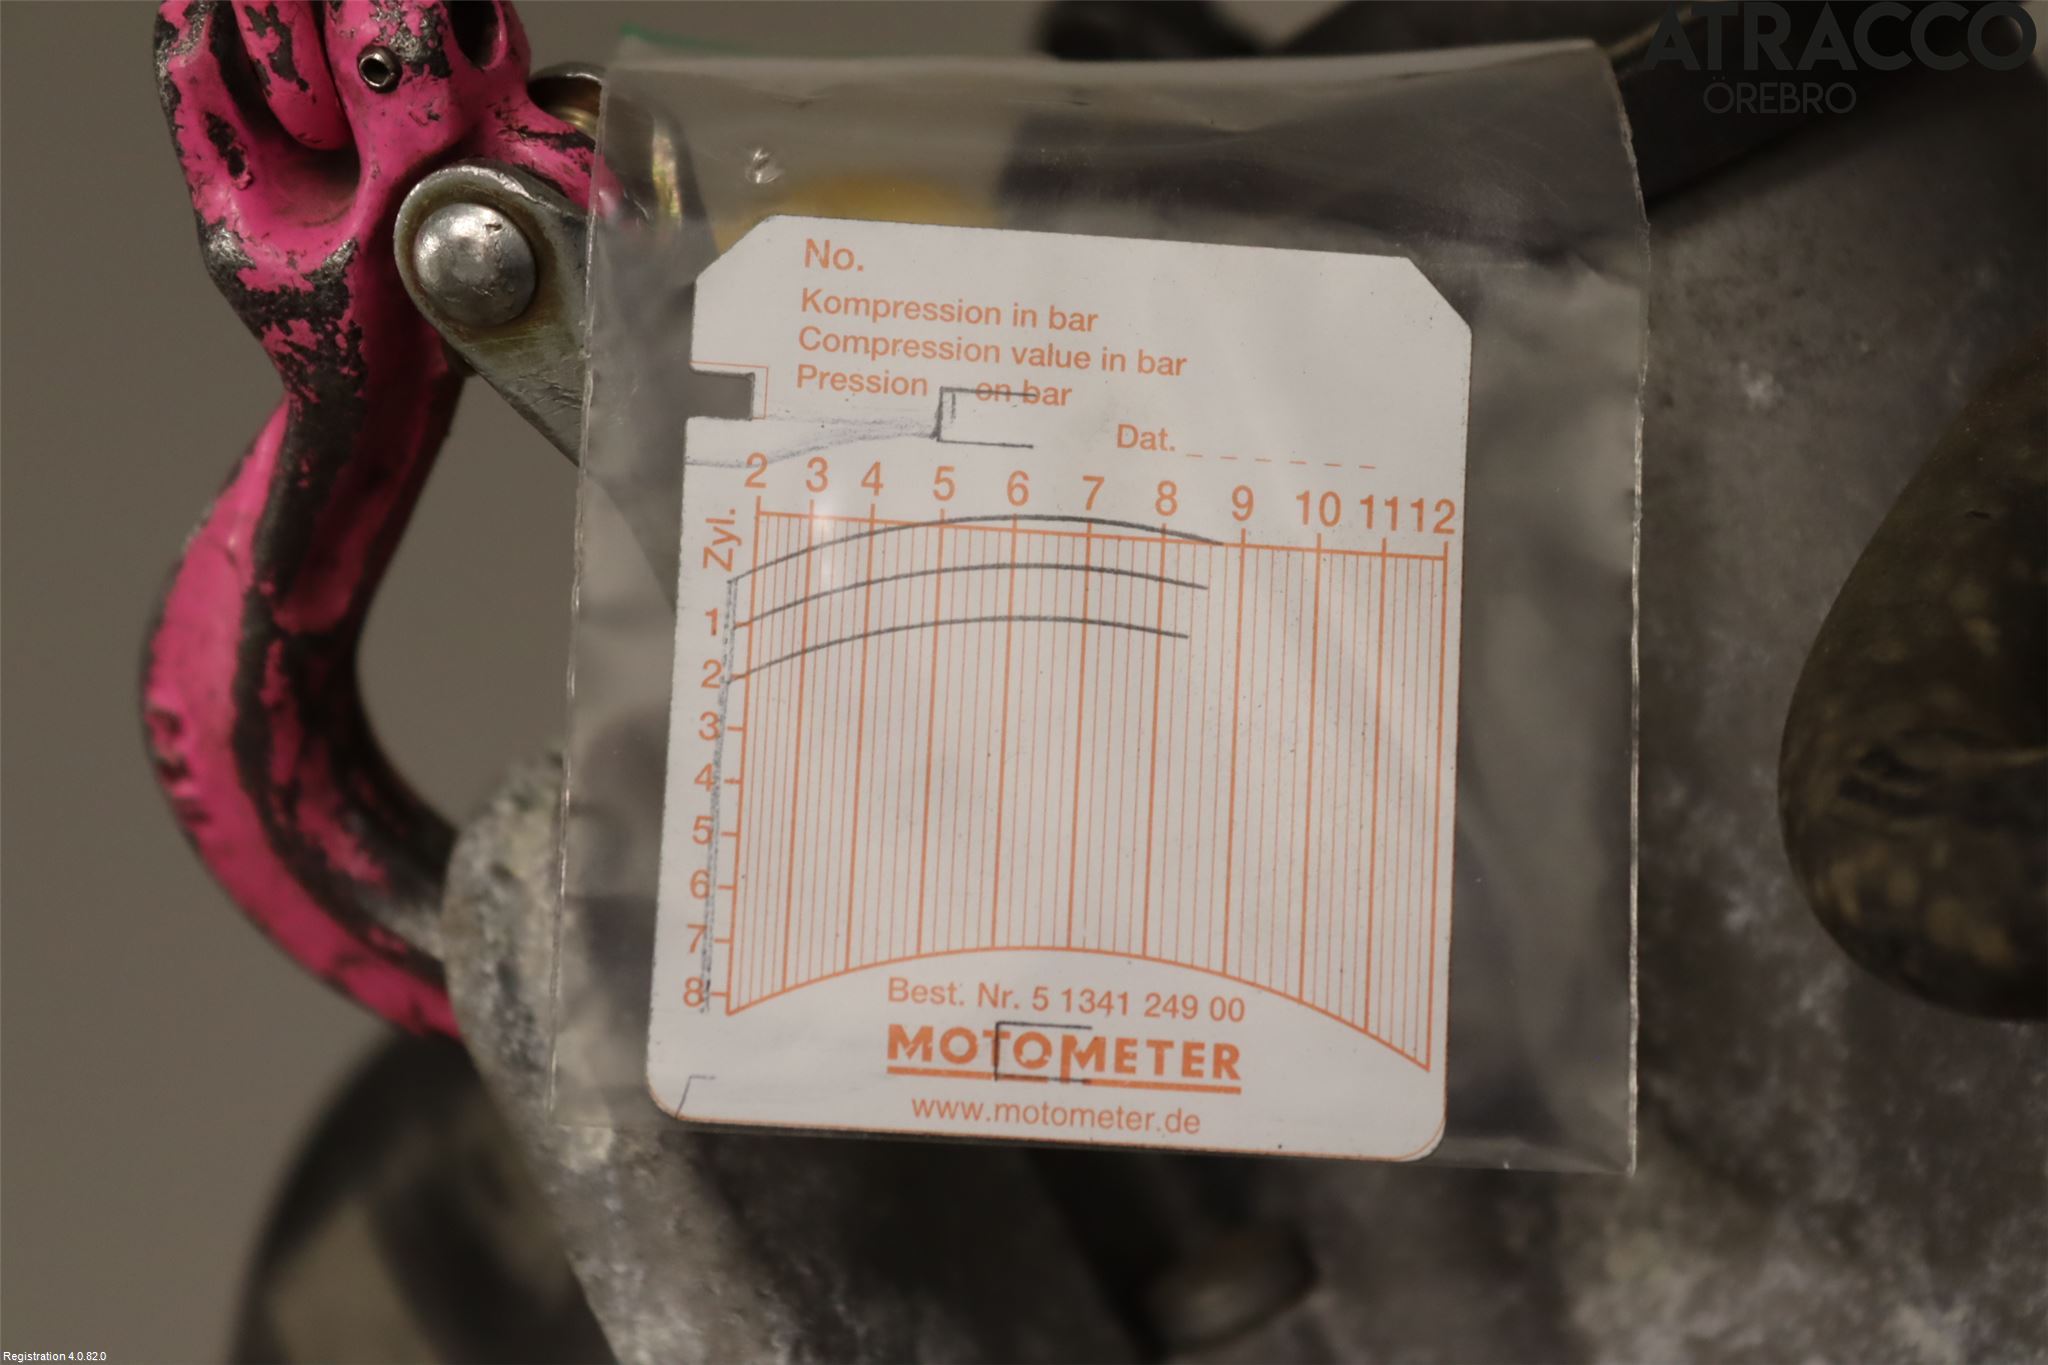 ATRACCO
ÖREBRO
No.
Kompression in bar
Compression value in bar
Pression en bar
Dat.
2 3 4 5 6 7 8 9 10 11 12
Zyl.
1
2
3
4
5
6
7
8
Best. Nr. 5 1341 249 00
MOTOMETER
www.motometer.de
Registration 4.0.82.0